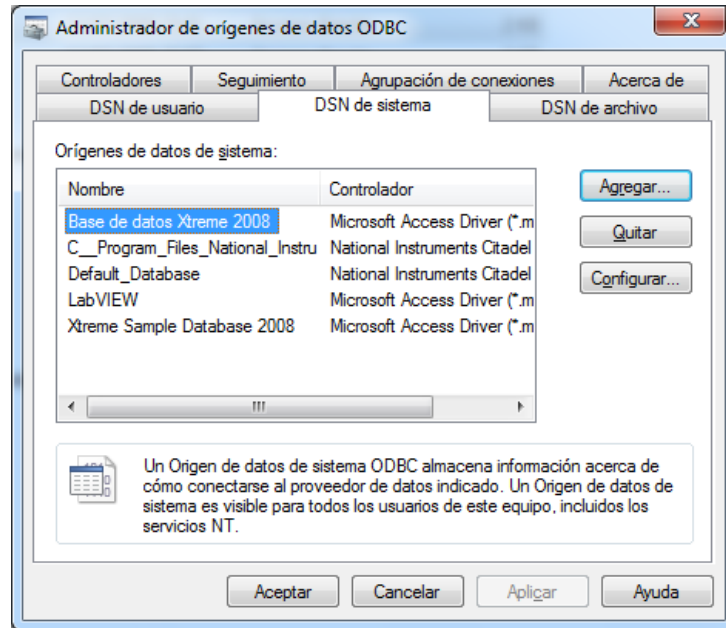 Administrador de orígenes de datos ODBC
Controladores Seguimiento Agrupación de conexiones Acerca de
DSN de usuario DSN de sistema DSN de archivo
Orígenes de datos de sistema:
Nombre Controlador
Base de datos Xtreme 2008 Microsoft Access Driver (*.m
C__Program_Files_National_Instru National Instruments Citadel
Default_Database National Instruments Citadel
LabVIEW Microsoft Access Driver (*.m
Xtreme Sample Database 2008 Microsoft Access Driver (*.m
Agregar...
Quitar
Configurar...
Un Origen de datos de sistema ODBC almacena información acerca de
cómo conectarse al proveedor de datos indicado. Un Origen de datos de
sistema es visible para todos los usuarios de este equipo, incluidos los
servicios NT.
Aceptar Cancelar Aplicar Ayuda